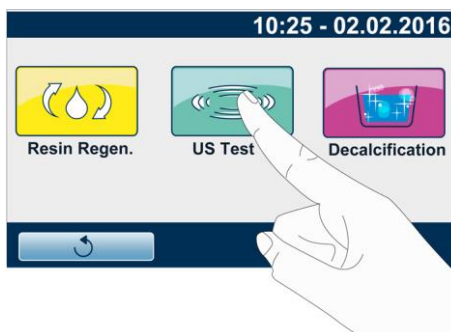 10:25 - 02.02.2016
Resin Regen. US Test Decalcification